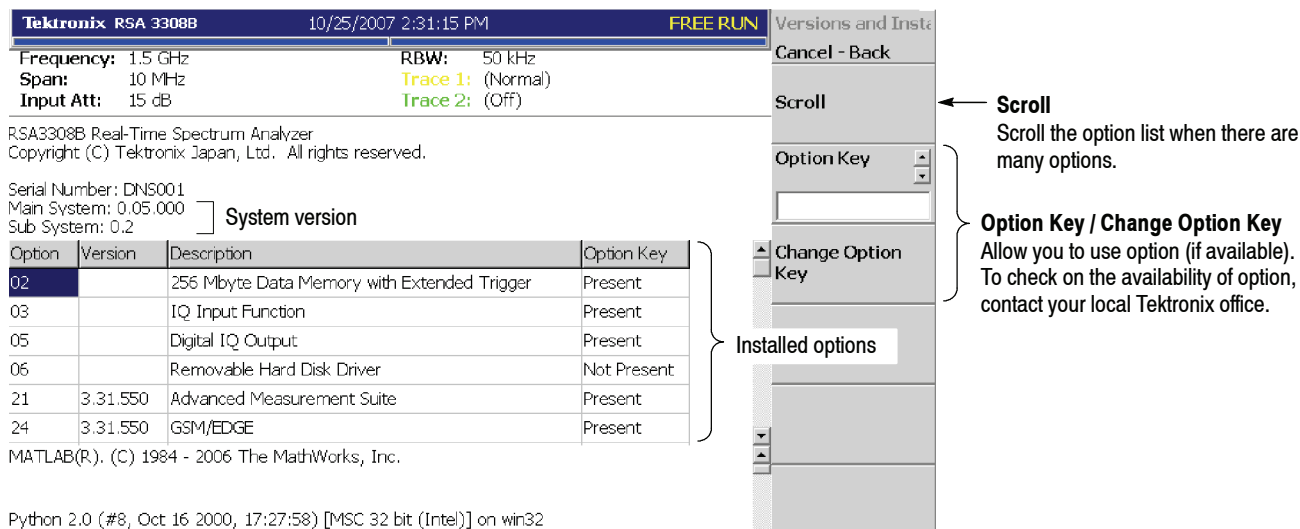 Tektronix RSA 3308B 10/25/2007 2:31:15 PM FREE RUN
Frequency: 1.5 GHz RBW: 50 kHz
Span: 10 MHz Trace 1: (Normal)
Input Att: 15 dB Trace 2: (Off)
RSA3308B Real-Time Spectrum Analyzer
Copyright (C) Tektronix Japan, Ltd. All rights reserved.
Serial Number: DNS001
Main System: 0.05.000
Sub System: 0.2
System version
Option Version Description Option Key
02 256 Mbyte Data Memory with Extended Trigger Present
03 IQ Input Function Present
05 Digital IQ Output Present
06 Removable Hard Disk Driver Not Present
21 3.31.550 Advanced Measurement Suite Present
24 3.31.550 GSM/EDGE Present
Installed options
MATLAB(R). (C) 1984 - 2006 The MathWorks, Inc.
Python 2.0 (#8, Oct 16 2000, 17:27:58) [MSC 32 bit (Intel)] on win32
Versions and Insta
Cancel - Back
Scroll
Option Key
Change Option
Key
Scroll
Scroll the option list when there are
many options.
Option Key / Change Option Key
Allow you to use option (if available).
To check on the availability of option,
contact your local Tektronix office.